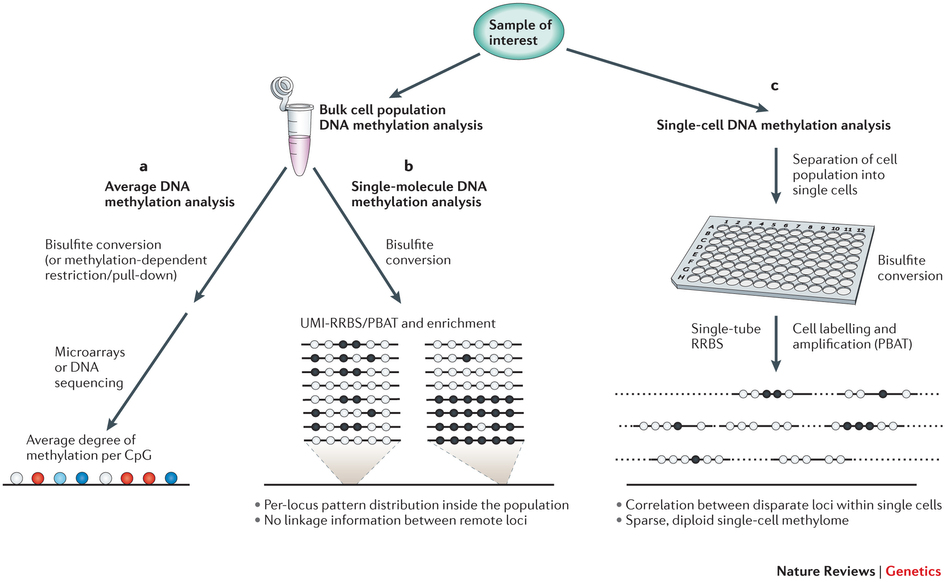 Sample of
interest
Bulk cell population
DNA methylation analysis
a
Average DNA
methylation analysis
Bisulfite conversion
(or methylation-dependent
restriction/pull-down)
Microarrays
or DNA
sequencing
Average degree of
methylation per CpG
b
Single-molecule DNA
methylation analysis
Bisulfite
conversion
UMI-RRBS/PBAT and enrichment
• Per-locus pattern distribution inside the population
• No linkage information between remote loci
c
Single-cell DNA methylation analysis
Separation of cell
population into
single cells
1 2 3 4 5 6 7 8 9 10 11 12
A
B
C
D
E
F
G
H
Bisulfite
conversion
Single-tube
RRBS
Cell labelling and
amplification (PBAT)
• Correlation between disparate loci within single cells
• Sparse, diploid single-cell methylome
Nature Reviews | Genetics